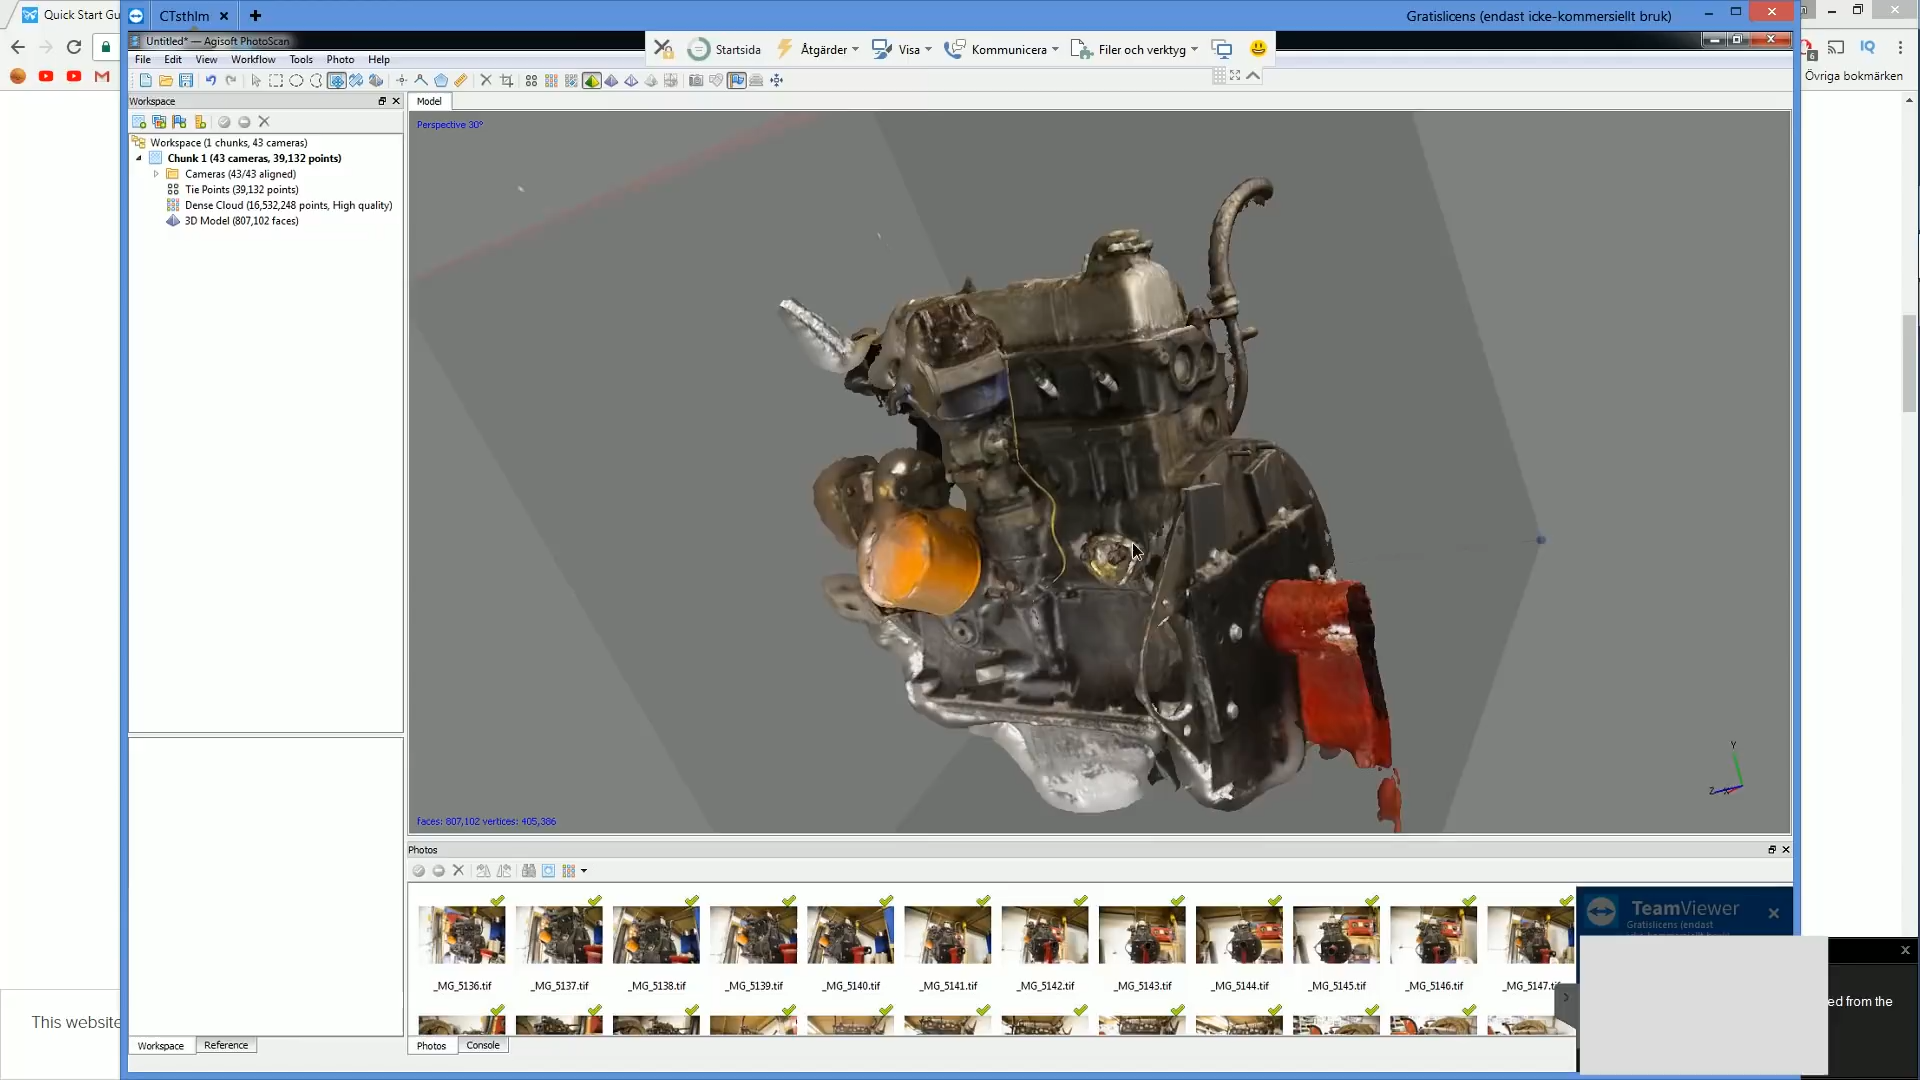 Quick Start Gu
CTsthlm
Gratislicens (endast icke-kommersiellt bruk)
Untitled* — Agisoft PhotoScan
Startsida
Åtgärder
Visa
Kommunicera
Filer och verktyg
IQ
6
File Edit View Workflow Tools Photo Help
Övriga bokmärken
Workspace
Model
Workspace (1 chunks, 43 cameras)
Chunk 1 (43 cameras, 39,132 points)
Cameras (43/43 aligned)
Tie Points (39,132 points)
Dense Cloud (16,532,248 points, High quality)
3D Model (807,102 faces)
Perspective 30°
Y
Z
X
faces: 807,102 vertices: 405,386
Photos
TeamViewer
Gratislicens (endast
_MG_5136.tif
_MG_5137.tif
_MG_5138.tif
_MG_5139.tif
_MG_5140.tif
_MG_5141.tif
_MG_5142.tif
_MG_5143.tif
_MG_5144.tif
_MG_5145.tif
_MG_5146.tif
_MG_5147.tif
ed from the
This website
Workspace
Reference
Photos
Console